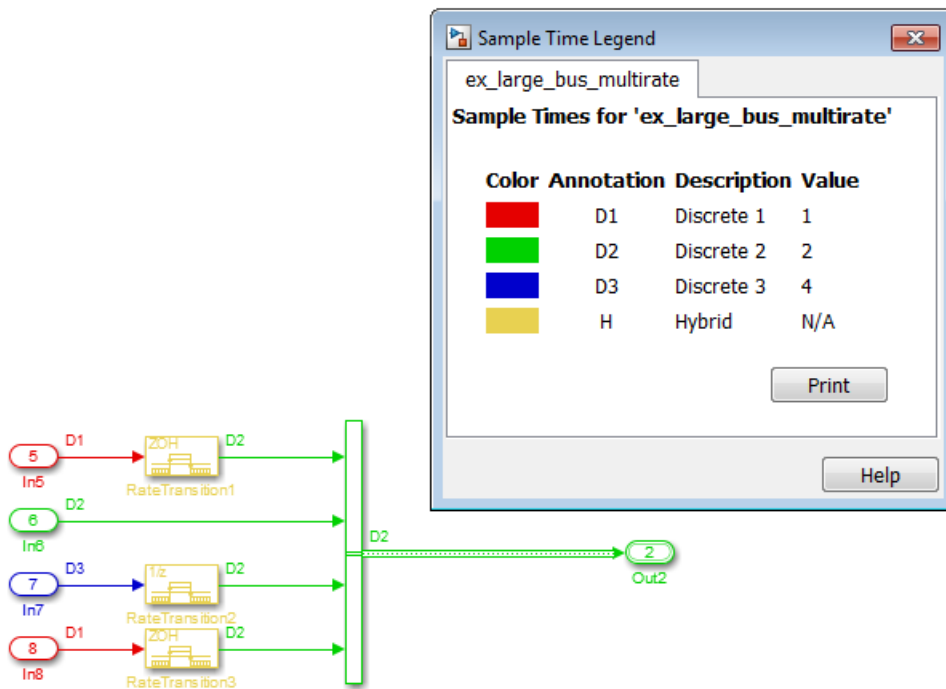 Sample Time Legend
ex_large_bus_multirate
Sample Times for 'ex_large_bus_multirate'
Color Annotation Description Value
D1 Discrete 1 1
D2 Discrete 2 2
D3 Discrete 3 4
H Hybrid N/A
Print
Help
D1 ZOH D2
5
In5 RateTransition1
D2
6
In6
D2
2
Out2
D3 1/z D2
7
In7 RateTransition2
D1 ZOH D2
8
In8 RateTransition3